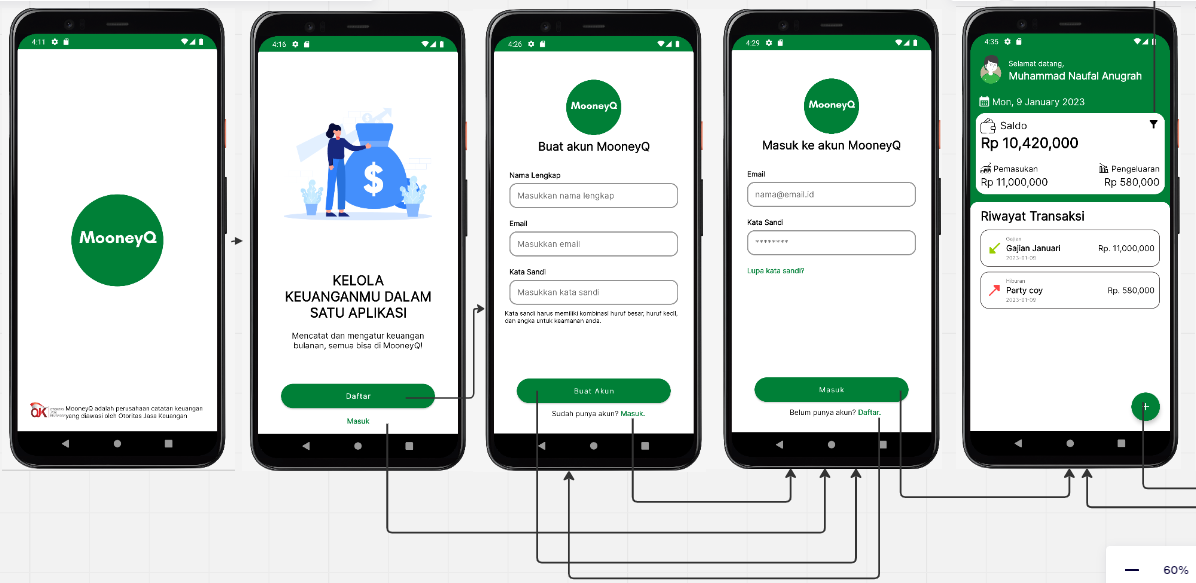 4:11
MooneyQ
MooneyQ adalah perusahaan catatan keuangan
yang diawasi oleh Otoritas Jasa Keuangan
4:16
$
KELOLA
KEUANGANMU DALAM
SATU APLIKASI
Mencatat dan mengatur keuangan
bulanan, semua bisa di MooneyQ!
Daftar
Masuk
4:26
MooneyQ
Buat akun MooneyQ
Nama Lengkap
Masukkan nama lengkap
Email
Masukkan email
Kata Sandi
Masukkan kata sandi
Kata sandi harus memiliki kombinasi huruf besar, huruf kecil,
dan angka untuk keamanan anda.
Buat Akun
Sudah punya akun? Masuk.
4:29
MooneyQ
Masuk ke akun MooneyQ
Email
nama@email.id
Kata Sandi
********
Lupa kata sandi?
Masuk
Belum punya akun? Daftar.
4:35
Selamat datang,
Muhammad Naufal Anugrah
Mon, 9 January 2023
Saldo
Rp 10,420,000
Pemasukan
Rp 11,000,000
Pengeluaran
Rp 580,000
Riwayat Transaksi
Gajian Januari
Rp. 11,000,000
Hiburan
Party coy
Rp. 580,000
2023-01-09
+
60%